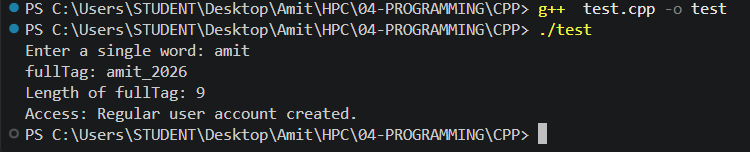 PS C:\Users\STUDENT\Desktop\Amit\HPC\04-PROGRAMMING\CPP> g++  test.cpp -o test
PS C:\Users\STUDENT\Desktop\Amit\HPC\04-PROGRAMMING\CPP> ./test
Enter a single word: amit
fullTag: amit_2026
Length of fullTag: 9
Access: Regular user account created.
PS C:\Users\STUDENT\Desktop\Amit\HPC\04-PROGRAMMING\CPP>